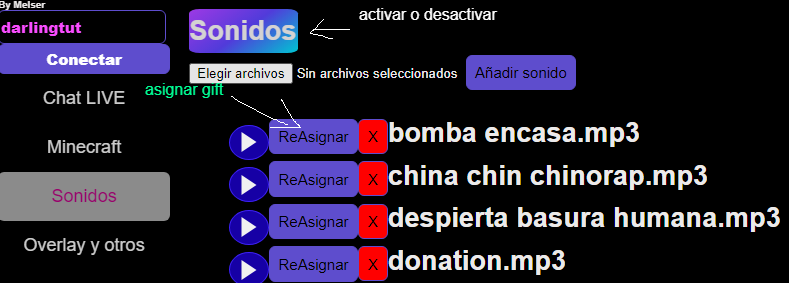 By Melser
darlingtut
Conectar
Chat LIVE
Minecraft
Sonidos
Overlay y otros
Sonidos
activar o desactivar
Elegir archivos Sin archivos seleccionados Añadir sonido
asignar gift
ReAsignar X bomba encasa.mp3
ReAsignar X china chin chinorap.mp3
ReAsignar X despierta basura humana.mp3
ReAsignar X donation.mp3